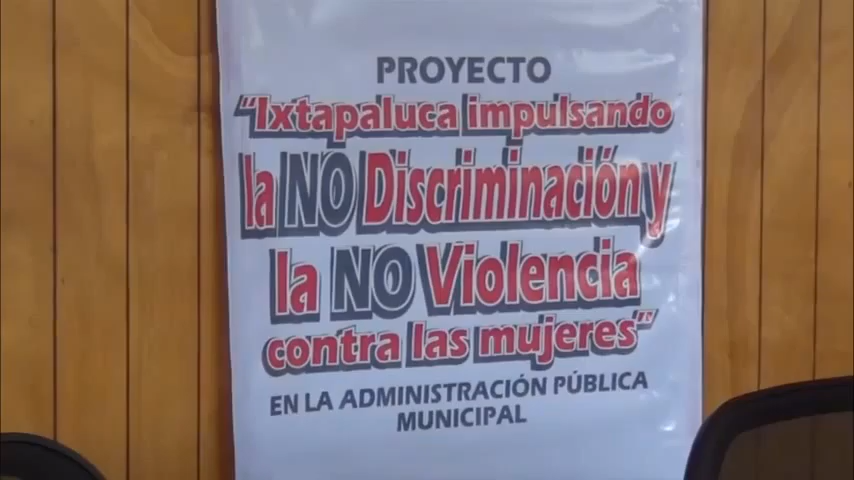 PROYECTO
"Ixtapaluca impulsando
la NO Discriminación y
la NO Violencia
contra las mujeres"
EN LA ADMINISTRACIÓN PÚBLICA
MUNICIPAL